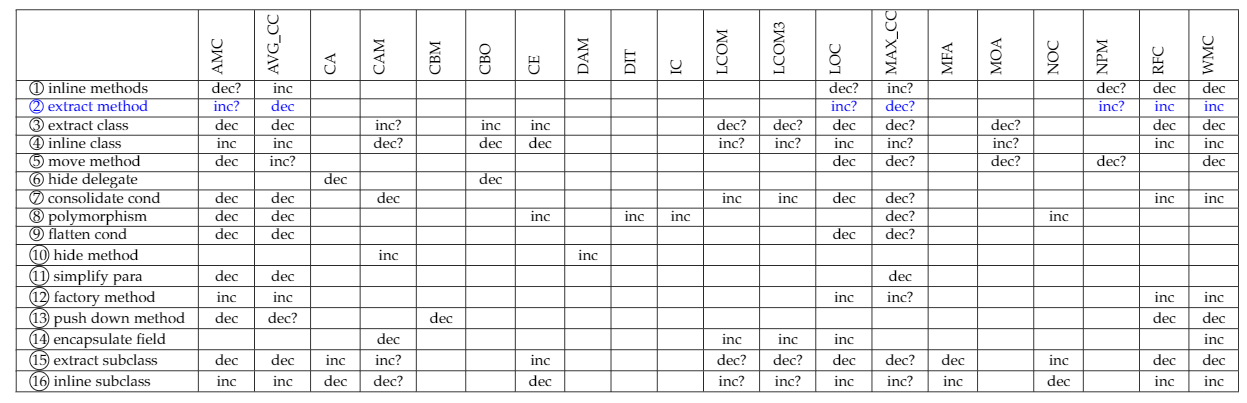 AMC AVG_CC CA CAM CBM CBO CE DAM DIT IC LCOM LCOM3 LOC MAX_CC MFA MOA NOC NPM RFC WMC
① inline methods dec? inc dec? inc? dec? dec dec
② extract method inc? dec inc? dec? inc? inc inc
③ extract class dec dec inc? inc inc dec? dec? dec dec? dec? dec dec
④ inline class inc inc dec? dec dec inc? inc? inc inc? inc? inc inc
⑤ move method dec inc? dec dec? dec? dec? dec
⑥ hide delegate dec dec
⑦ consolidate cond dec dec dec inc inc dec dec? inc inc
⑧ polymorphism dec dec inc inc inc dec? inc
⑨ flatten cond dec dec dec dec?
⑩ hide method inc inc
⑪ simplify para dec dec dec
⑫ factory method inc inc inc inc? inc inc
⑬ push down method dec dec? dec dec dec
⑭ encapsulate field dec inc inc inc inc
⑮ extract subclass dec dec inc inc? inc dec? dec? dec dec? dec inc dec dec
⑯ inline subclass inc inc dec dec? dec inc? inc? inc inc? inc dec inc inc